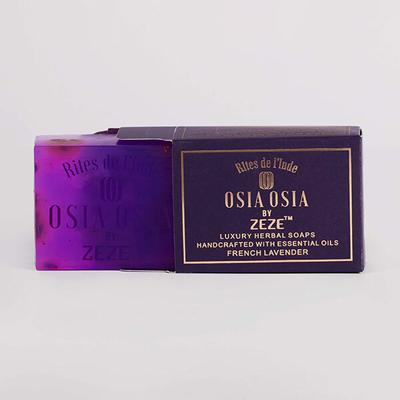 Rites de l'Inde
OSIA OSIA
BY
ZEZE
Rites de l'Inde
OSIA OSIA
BY
ZEZE™
LUXURY HERBAL SOAPS
HANDCRAFTED WITH ESSENTIAL OILS
FRENCH LAVENDER